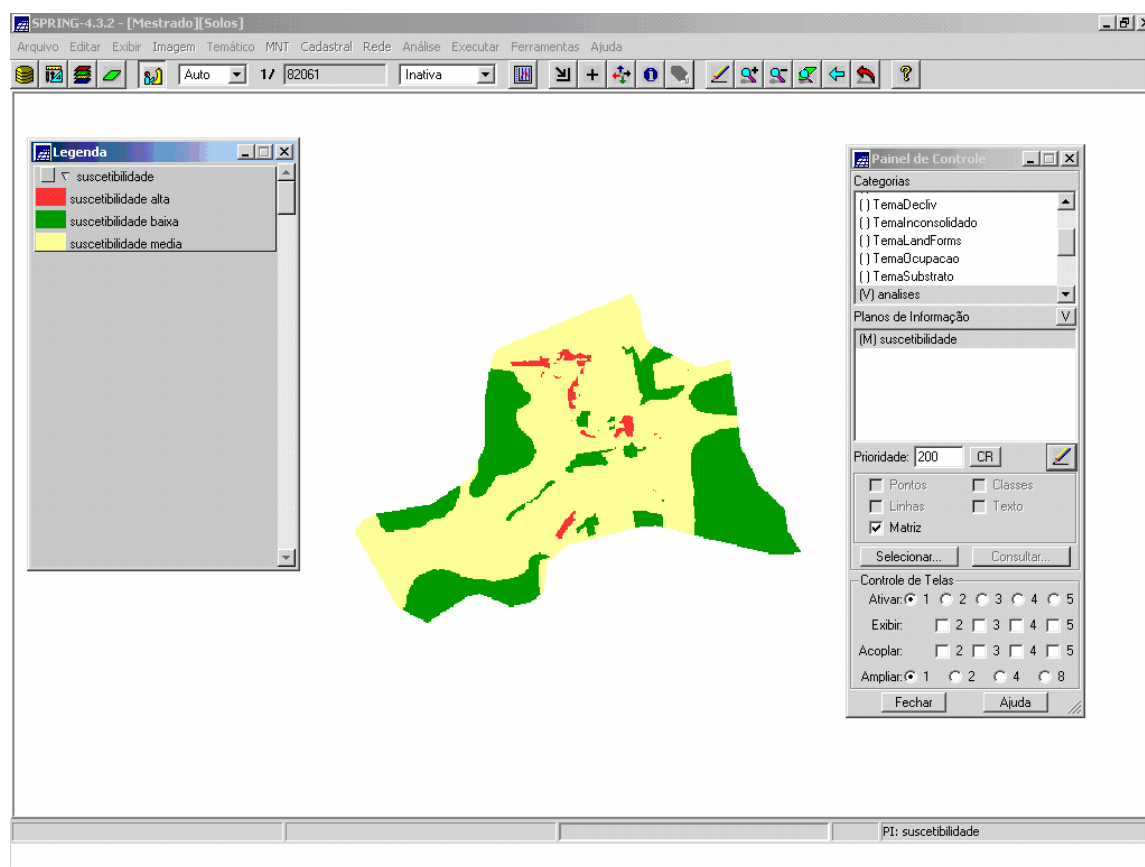 SPRING-4.3.2 - [Mestrado][Solos]
Arquivo Editar Exibir Imagem Temático MNT Cadastral Rede Análise Executar Ferramentas Ajuda
Auto 1/ 82061 Inativa
Legenda
suscetibilidade
suscetibilidade alta
suscetibilidade baixa
suscetibilidade media
Painel de Controle
Categorias
( ) TemaDecliv
( ) TemaInconsolidado
( ) TemaLandForms
( ) TemaOcupacao
( ) TemaSubstrato
(V) analises
Planos de Informação V
(M) suscetibilidade
Prioridade: 200 CR
Pontos Classes
Linhas Texto
Matriz
Selecionar... Consultar...
Controle de Telas
Ativar: 1 2 3 4 5
Exibir: 2 3 4 5
Acoplar: 2 3 4 5
Ampliar: 1 2 4 8
Fechar Ajuda
PI: suscetibilidade